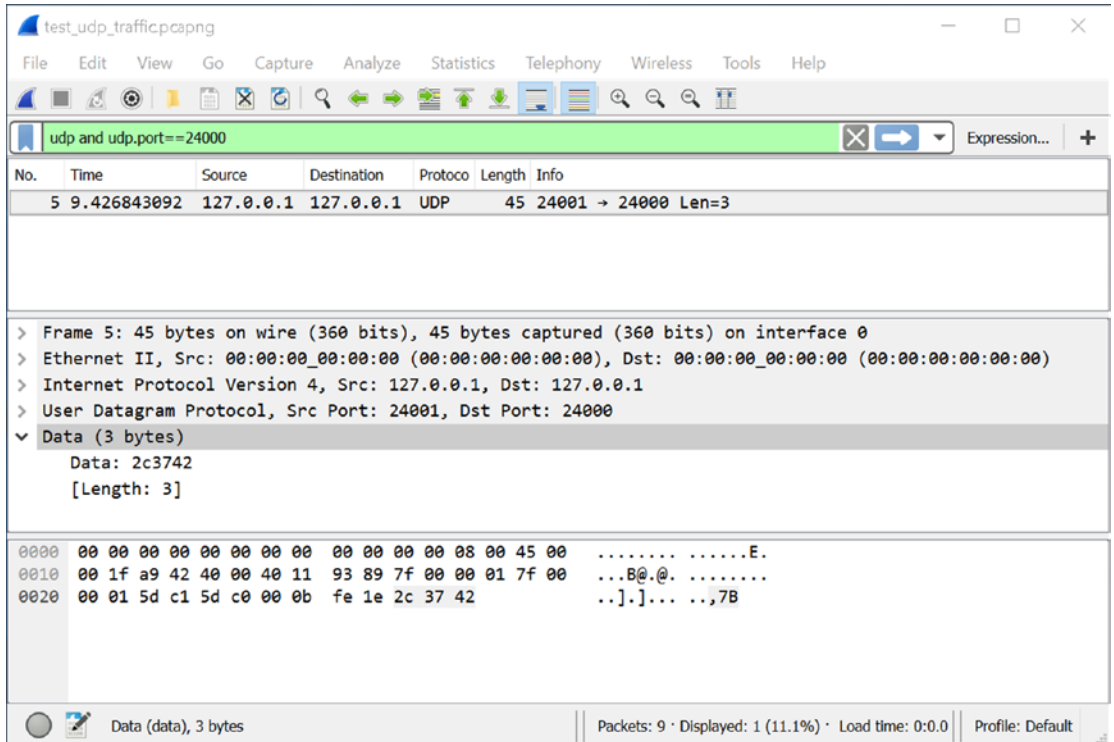 test_udp_traffic.pcapng
File Edit View Go Capture Analyze Statistics Telephony Wireless Tools Help
udp and udp.port==24000 Expression... +
No. Time Source Destination Protoco Length Info
5 9.426843092 127.0.0.1 127.0.0.1 UDP 45 24001 → 24000 Len=3
> Frame 5: 45 bytes on wire (360 bits), 45 bytes captured (360 bits) on interface 0
> Ethernet II, Src: 00:00:00_00:00:00 (00:00:00:00:00:00), Dst: 00:00:00_00:00:00 (00:00:00:00:00:00)
> Internet Protocol Version 4, Src: 127.0.0.1, Dst: 127.0.0.1
> User Datagram Protocol, Src Port: 24001, Dst Port: 24000
Data (3 bytes)
Data: 2c3742
[Length: 3]
0000 00 00 00 00 00 00 00 00 00 00 00 00 08 00 45 00 ........ ......E.
0010 00 1f a9 42 40 00 40 11 93 89 7f 00 00 01 7f 00 ...B@.@. ........
0020 00 01 5d c1 5d c0 00 0b fe 1e 2c 37 42 ..].]... ..,7B
Data (data), 3 bytes Packets: 9 · Displayed: 1 (11.1%) · Load time: 0:0.0 Profile: Default